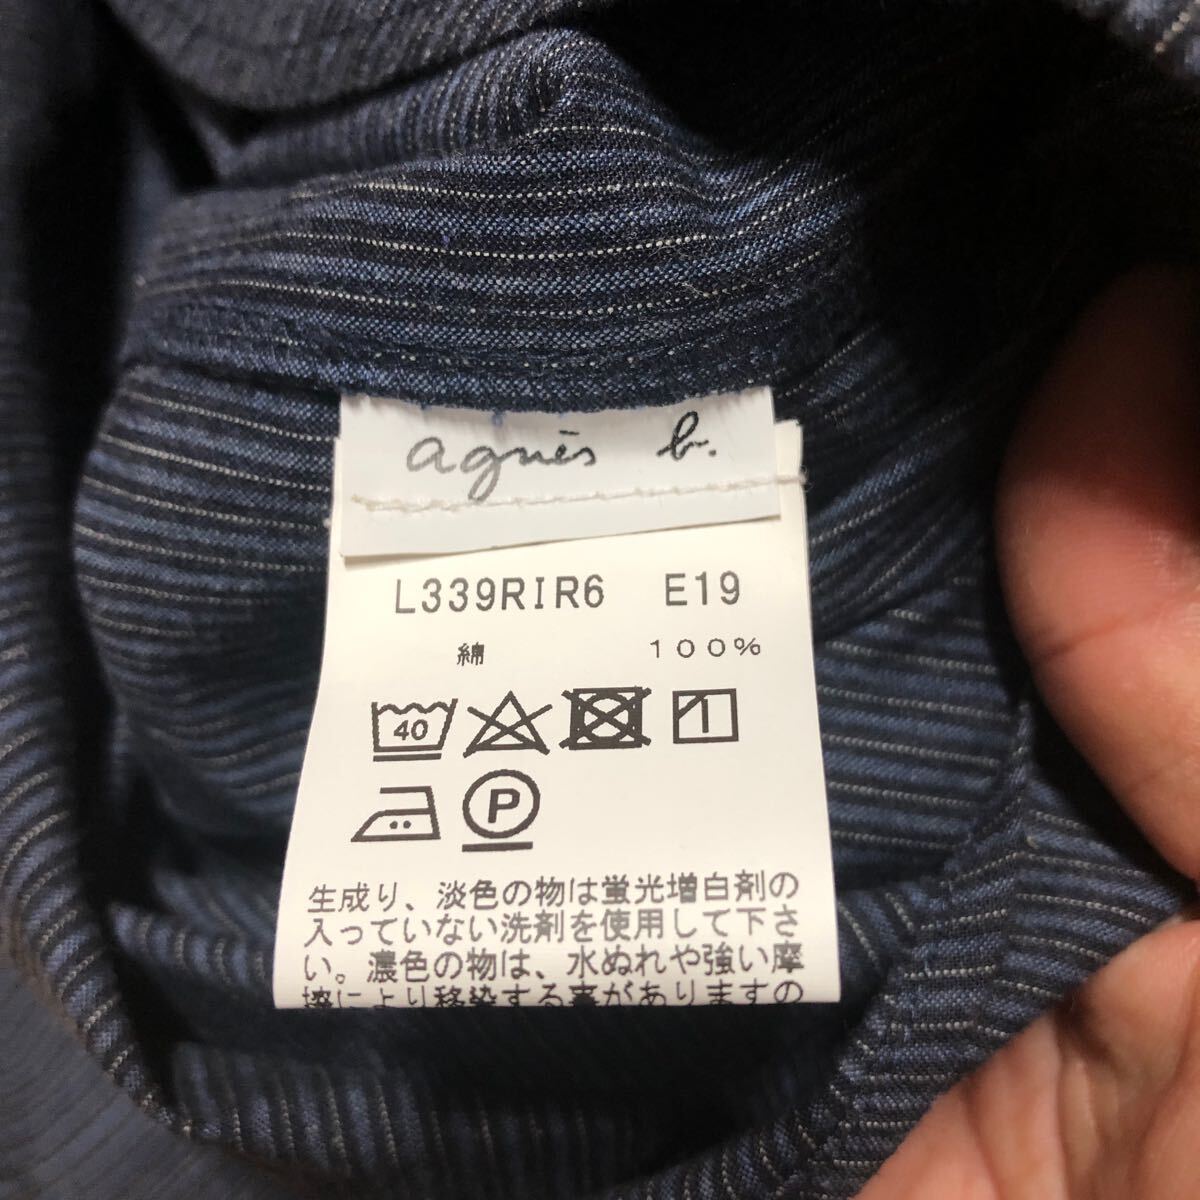 agnès b.
L339RIR6 E19
綿 100%
40
P
生成り、淡色の物は蛍光増白剤の
入っていない洗剤を使用して下さ
い。濃色の物は、水ぬれや強い摩
擦により移染する事がありますの